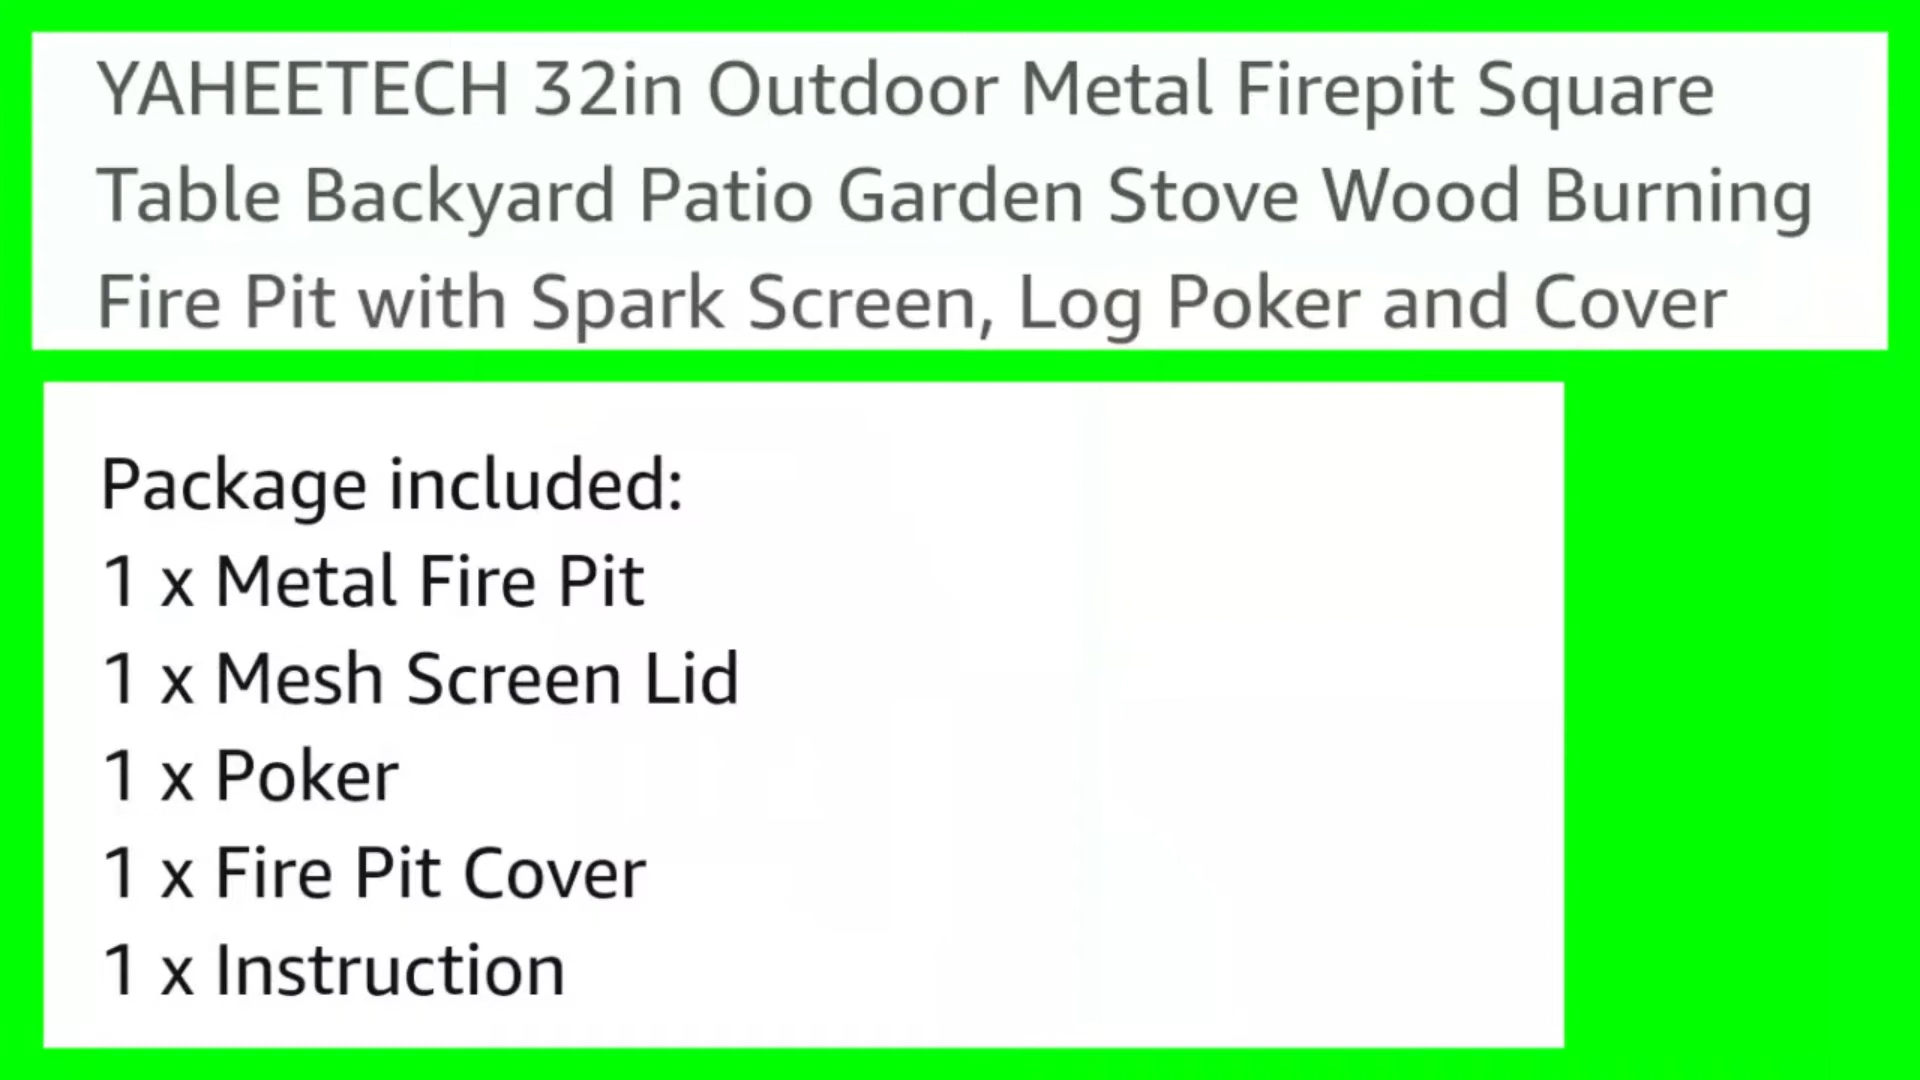 YAHEETECH 32in Outdoor Metal Firepit Square
Table Backyard Patio Garden Stove Wood Burning
Fire Pit with Spark Screen, Log Poker and Cover
Package included:
1 x Metal Fire Pit
1 x Mesh Screen Lid
1 x Poker
1 x Fire Pit Cover
1 x Instruction